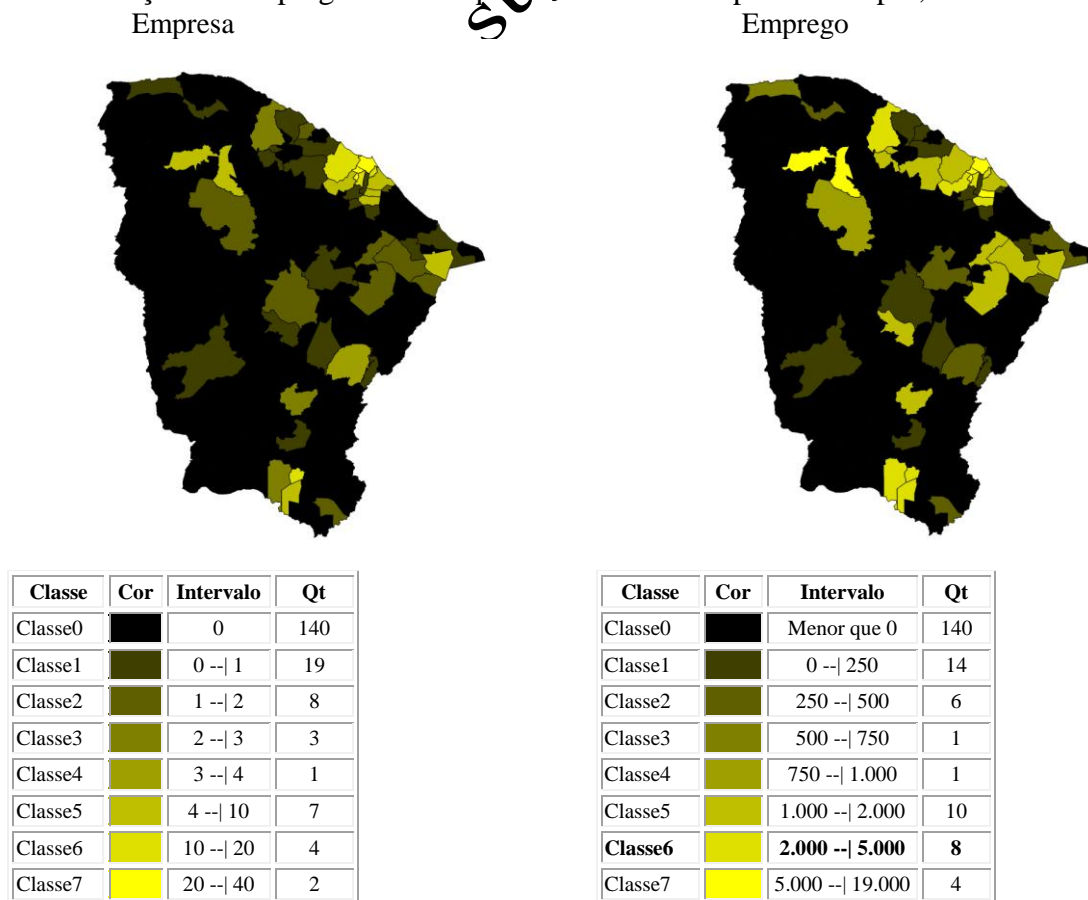 Empresa
Emprego
Classe Cor Intervalo Qt
Classe0 0 140
Classe1 0 --| 1 19
Classe2 1 --| 2 8
Classe3 2 --| 3 3
Classe4 3 --| 4 1
Classe5 4 --| 10 7
Classe6 10 --| 20 4
Classe7 20 --| 40 2
Classe Cor Intervalo Qt
Classe0 Menor que 0 140
Classe1 0 --| 250 14
Classe2 250 --| 500 6
Classe3 500 --| 750 1
Classe4 750 --| 1.000 1
Classe5 1.000 --| 2.000 10
Classe6 2.000 --| 5.000 8
Classe7 5.000 --| 19.000 4